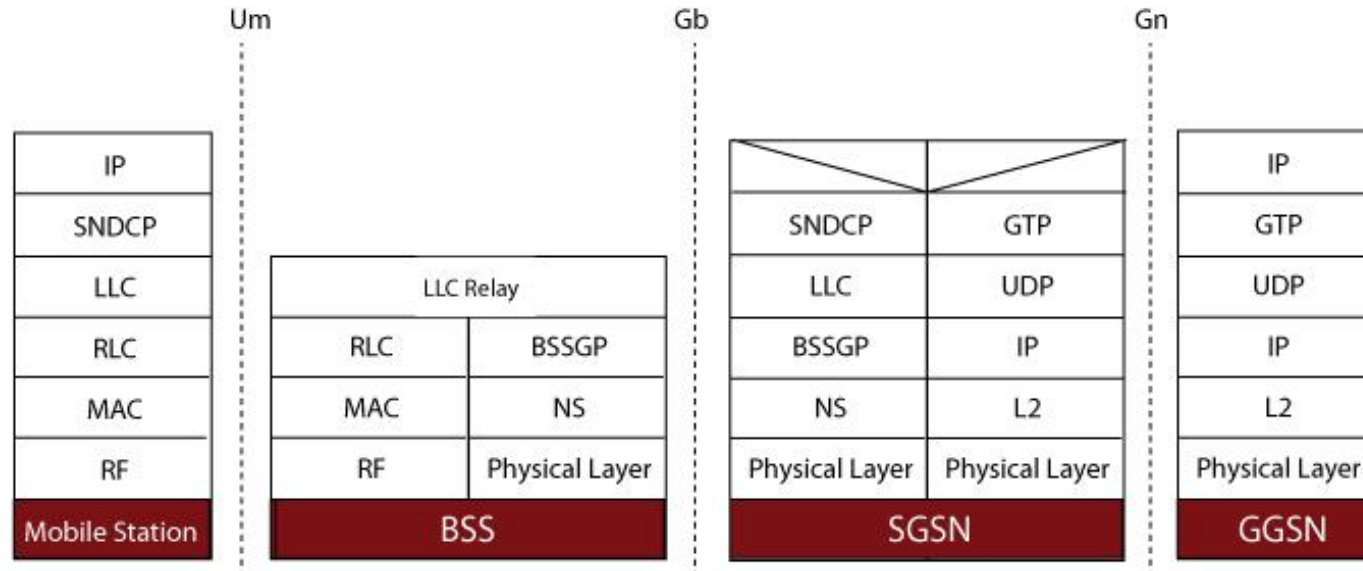 Um
Gb
Gn
IP
SNDCP
LLC
RLC
MAC
RF
Mobile Station
LLC Relay
RLC
BSSGP
MAC
NS
RF
Physical Layer
BSS
SNDCP
GTP
LLC
UDP
BSSGP
IP
NS
L2
Physical Layer
Physical Layer
SGSN
IP
GTP
UDP
IP
L2
Physical Layer
GGSN